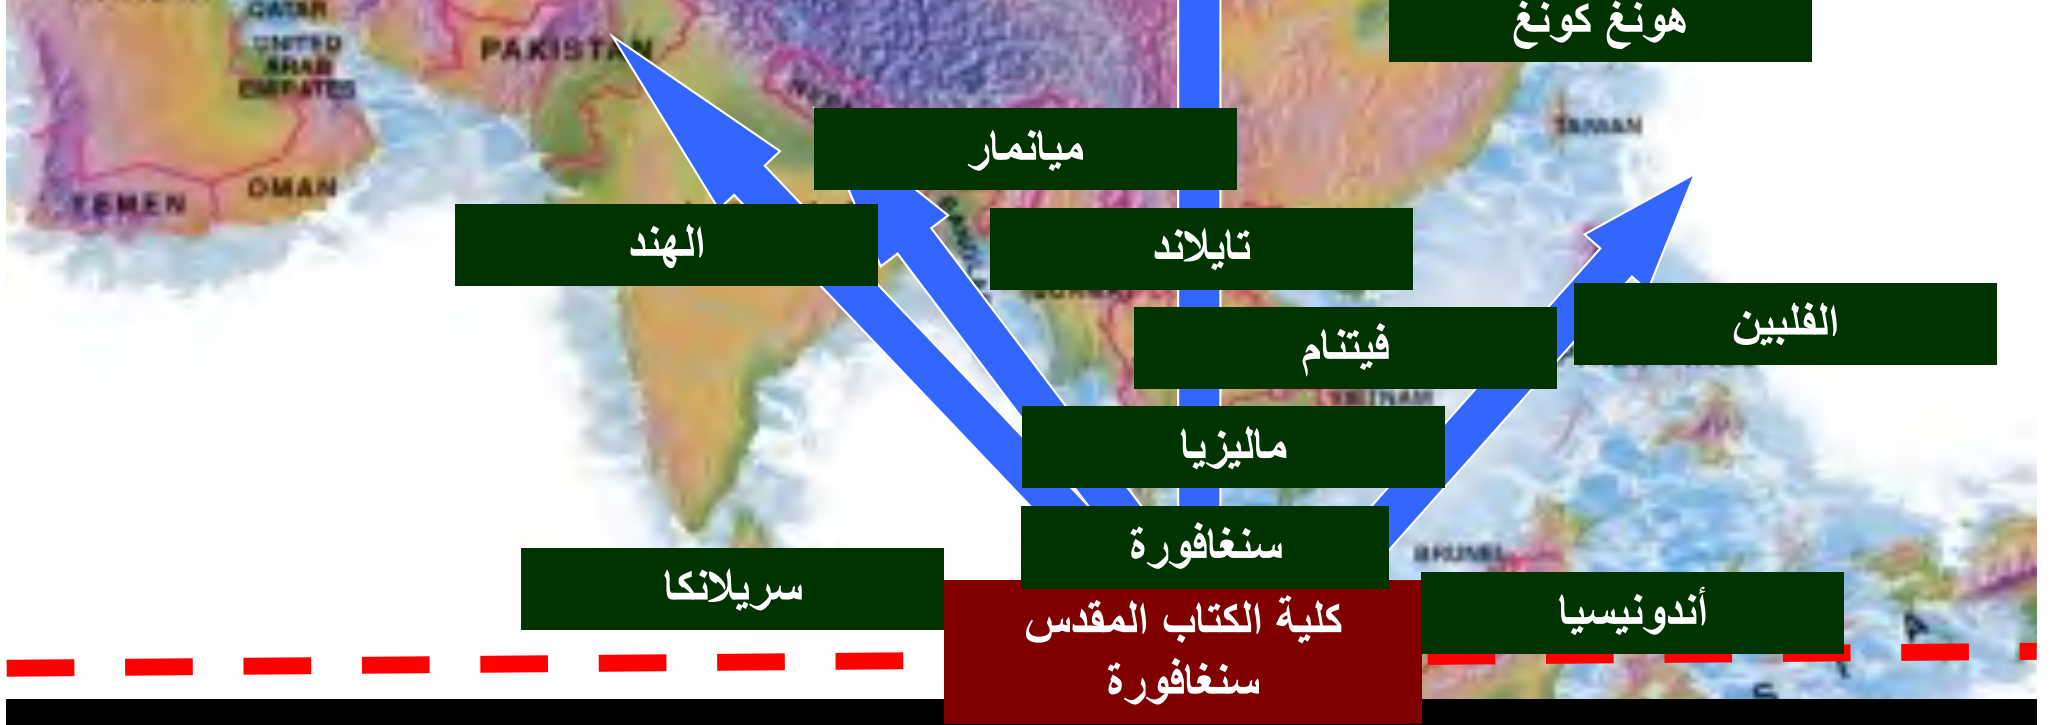 هونغ كونغ
QATAR
UNITED
ARAB
EMIRATES
PAKISTAN
TAIWAN
ميانمار
YEMEN
OMAN
الهند
تايلاند
الفلبين
فيتنام
VIETNAM
ماليزيا
سنغافورة
BRUNEI
سريلانكا
أندونيسيا
كلية الكتاب المقدس
سنغافورة